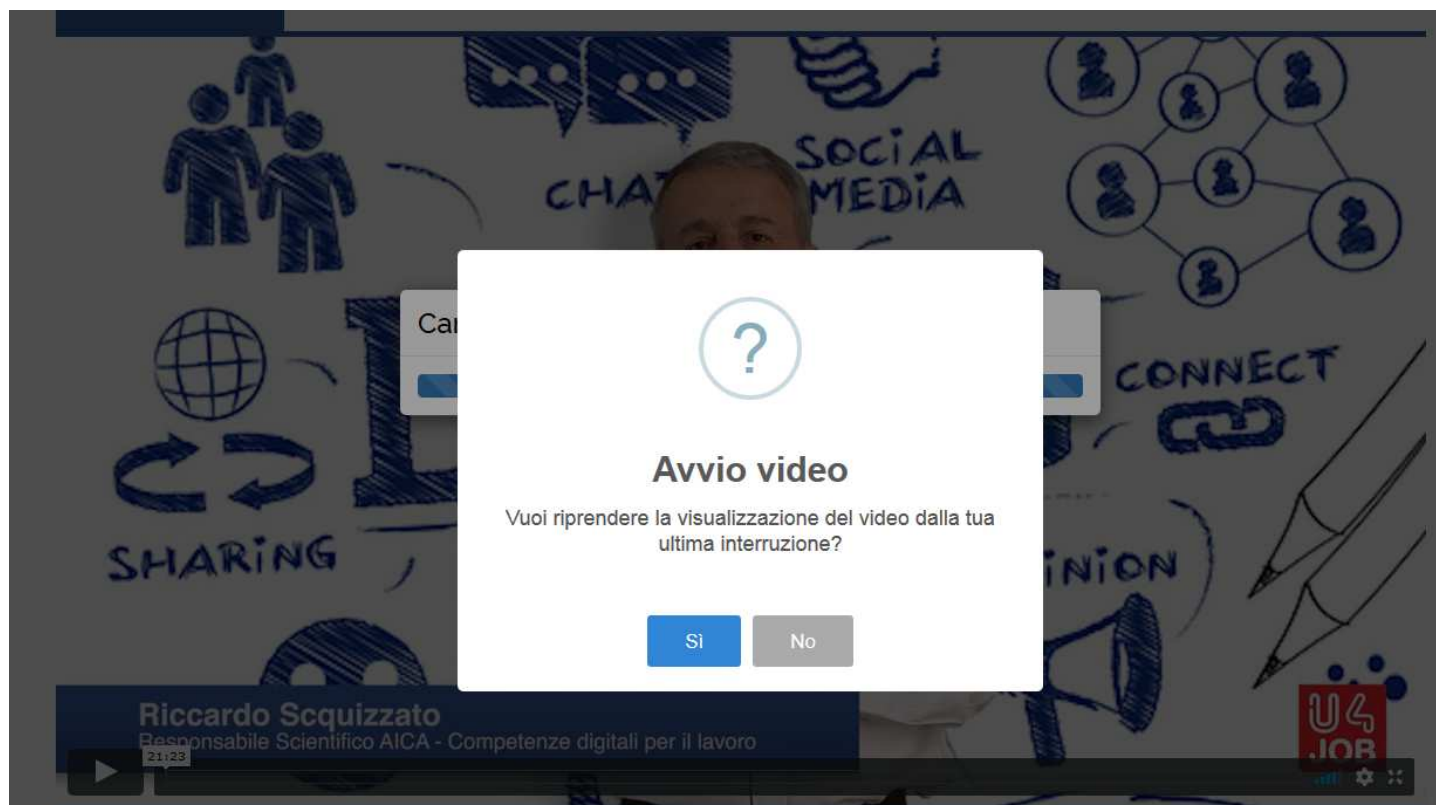 CHA
SOCiAL
MEDiA
Car
?
CONNECT
Avvio video
Vuoi riprendere la visualizzazione del video dalla tua
ultima interruzione?
SHARiNG
iNiON
Sì
No
Riccardo Scquizzato
Responsabile Scientifico AICA - Competenze digitali per il lavoro
21:23
U4
JOB